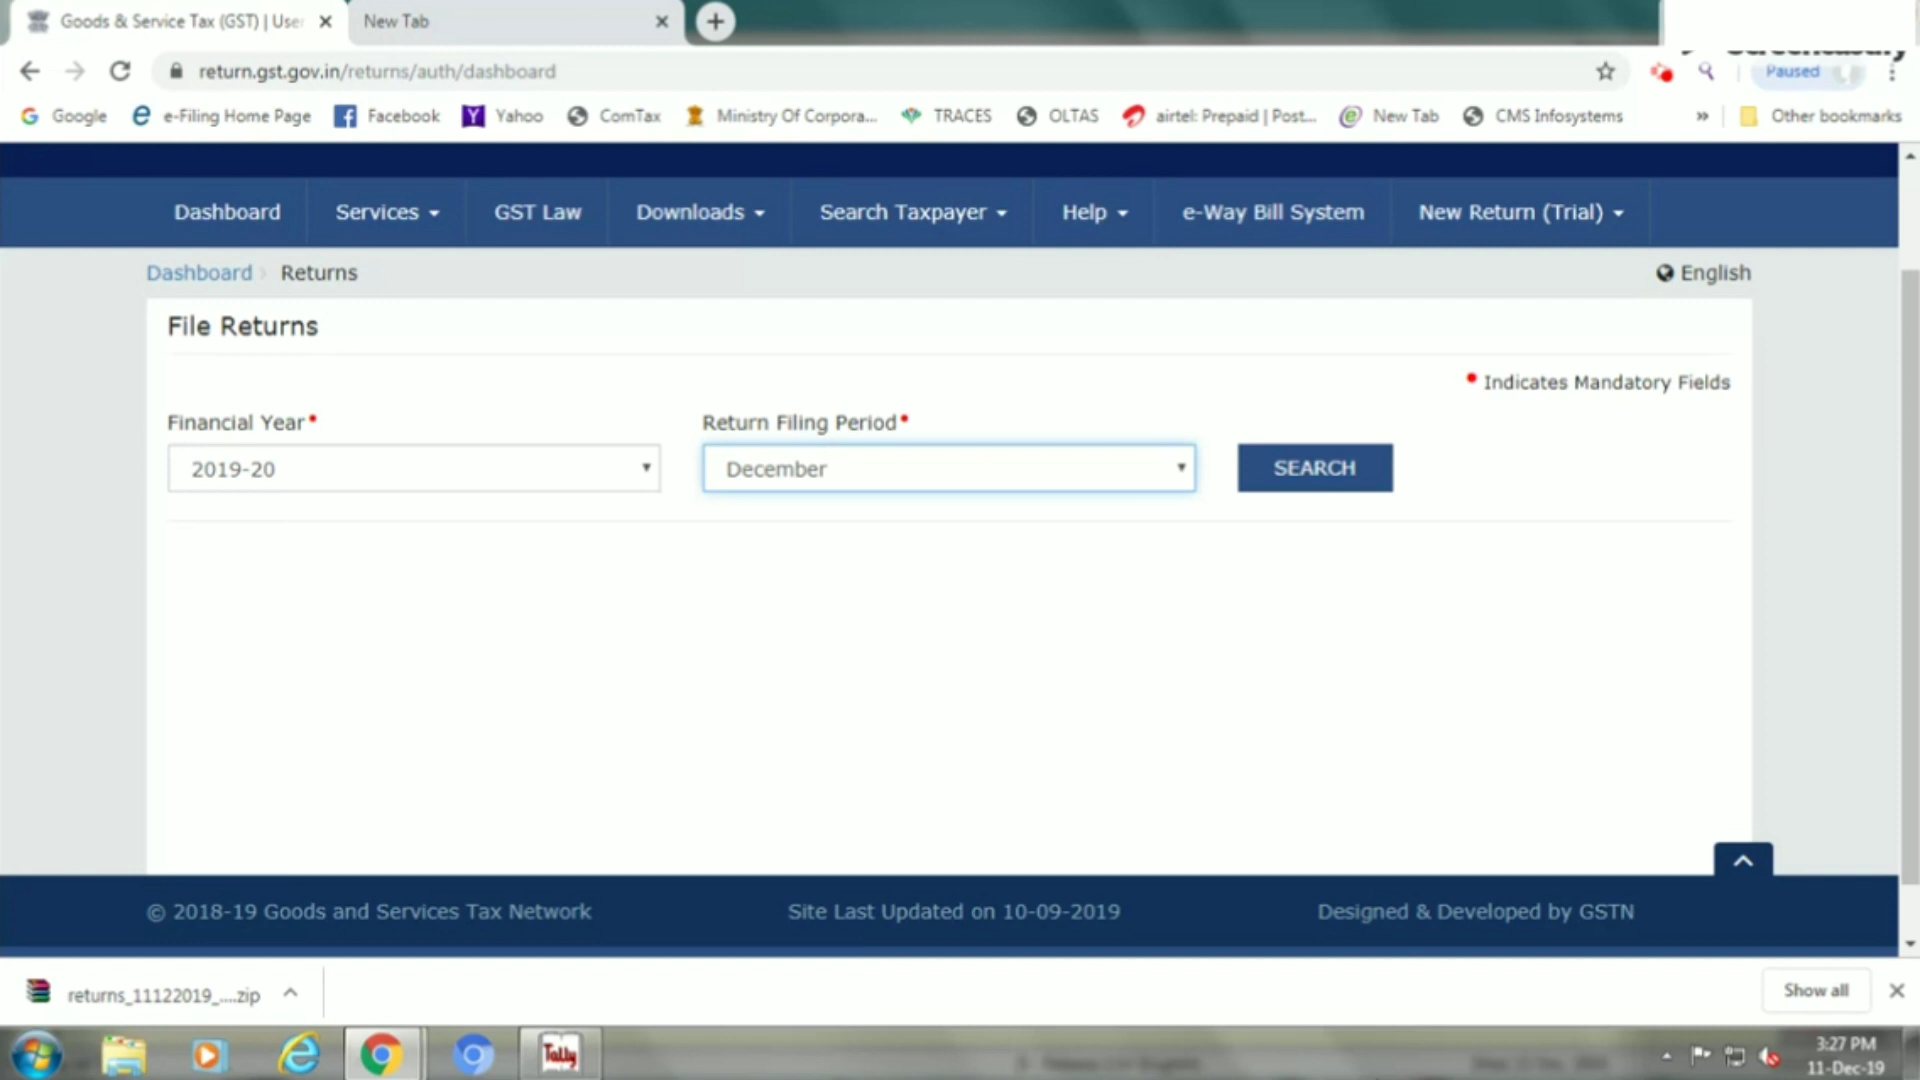 Goods & Service Tax (GST) | User
New Tab
return.gst.gov.in/returns/auth/dashboard
Paused
Google
e-Filing Home Page
Facebook
Yahoo
ComTax
Ministry Of Corpora...
TRACES
OLTAS
airtel: Prepaid | Post...
New Tab
CMS Infosystems
Other bookmarks
Dashboard
Services
GST Law
Downloads
Search Taxpayer
Help
e-Way Bill System
New Return (Trial)
Dashboard
Returns
English
File Returns
• Indicates Mandatory Fields
Financial Year•
Return Filing Period•
2019-20
December
SEARCH
© 2018-19 Goods and Services Tax Network
Site Last Updated on 10-09-2019
Designed & Developed by GSTN
returns_11122019_....zip
Show all
Tally
3:27 PM
11-Dec-19